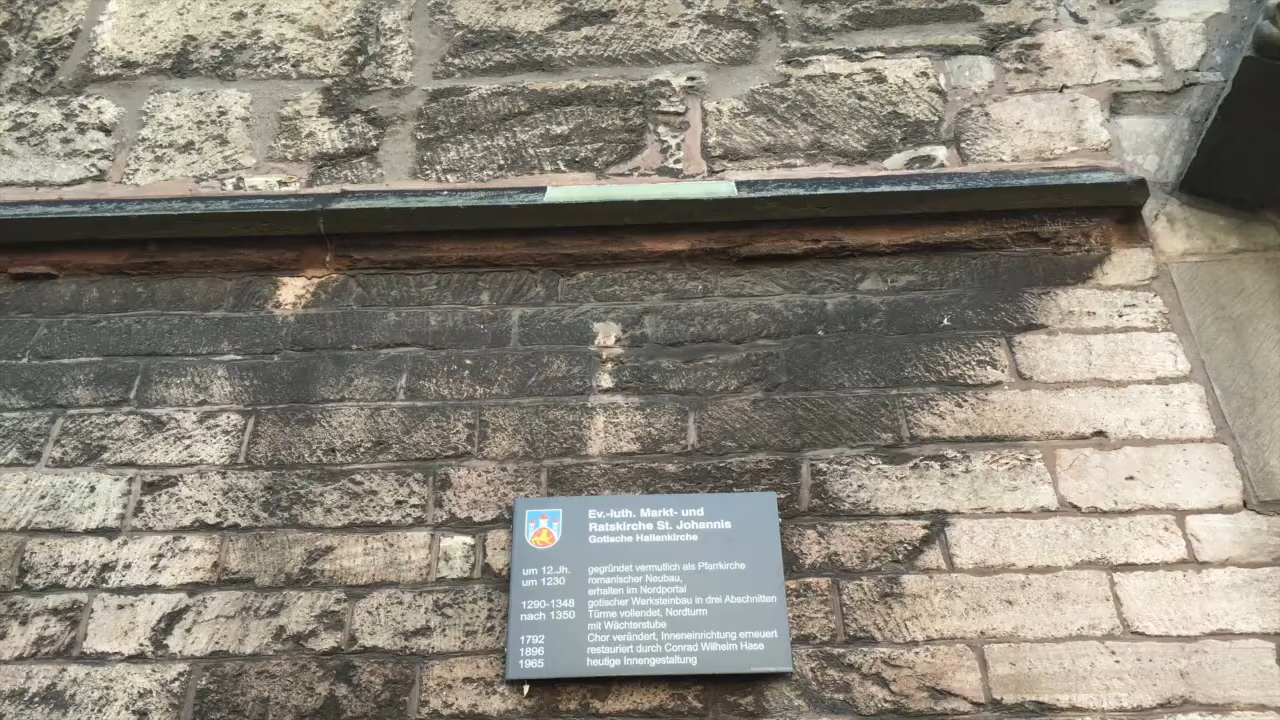 Ev.-luth. Markt- und
Ratskirche St. Johannis
Gotische Hallenkirche
um 12.Jh. gegründet vermutlich als Pfarrkirche
um 1230 romanischer Neubau,
erhalten im Nordportal
1290-1348 gotischer Werksteinbau in drei Abschnitten
nach 1350 Türme vollendet, Nordturm
mit Wächterstube
1792 Chor verändert, Inneneinrichtung erneuert
1896 restauriert durch Conrad Wilhelm Hase
1965 heutige Innengestaltung